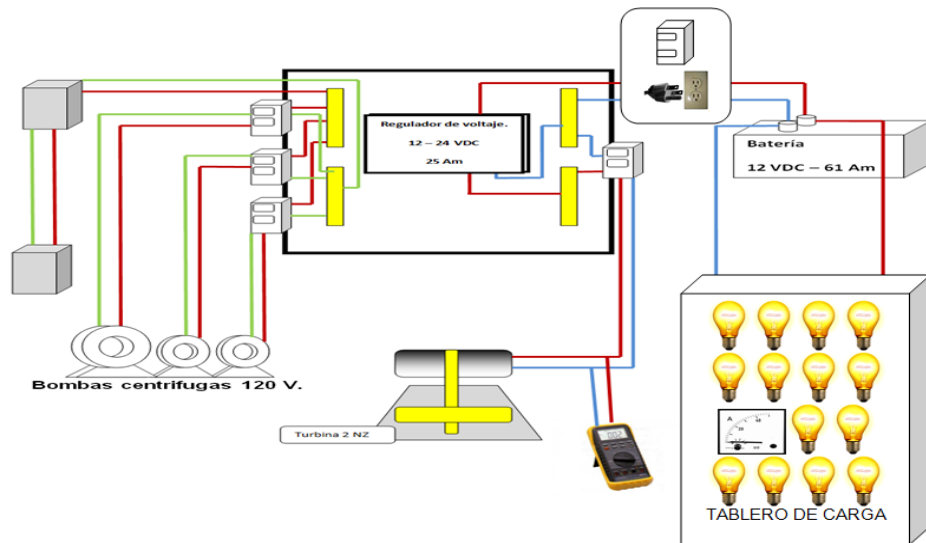 Regulador de voltaje.
12 – 24 VDC
25 Am
Batería
12 VDC – 61 Am
Bombas centrifugas 120 V.
Turbina 2 NZ
A
TABLERO DE CARGA